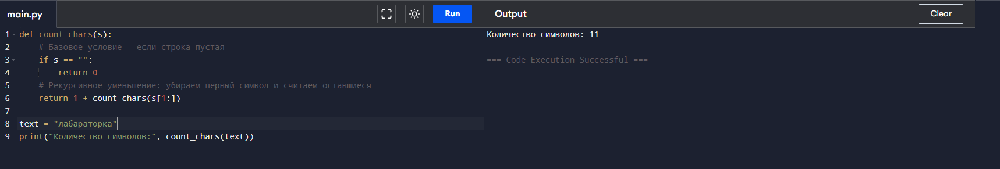 main.py
Run
Output
Clear
1 def count_chars(s):
2     # Базовое условие — если строка пустая
3     if s == "":
4         return 0
5     # Рекурсивное уменьшение: убираем первый символ и считаем оставшиеся
6     return 1 + count_chars(s[1:])
7
8 text = "лабараторка"
9 print("Количество символов:", count_chars(text))
Количество символов: 11
=== Code Execution Successful ===